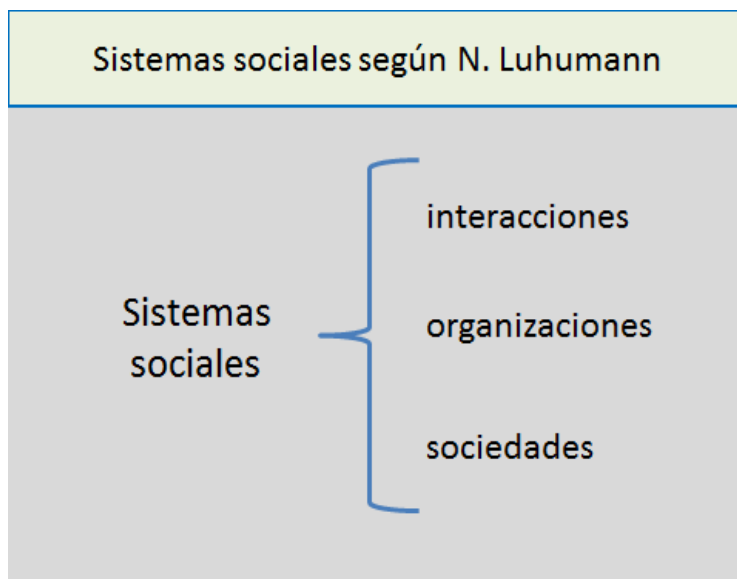 Sistemas sociales según N. Luhumann
interacciones
Sistemas
sociales
organizaciones
sociedades